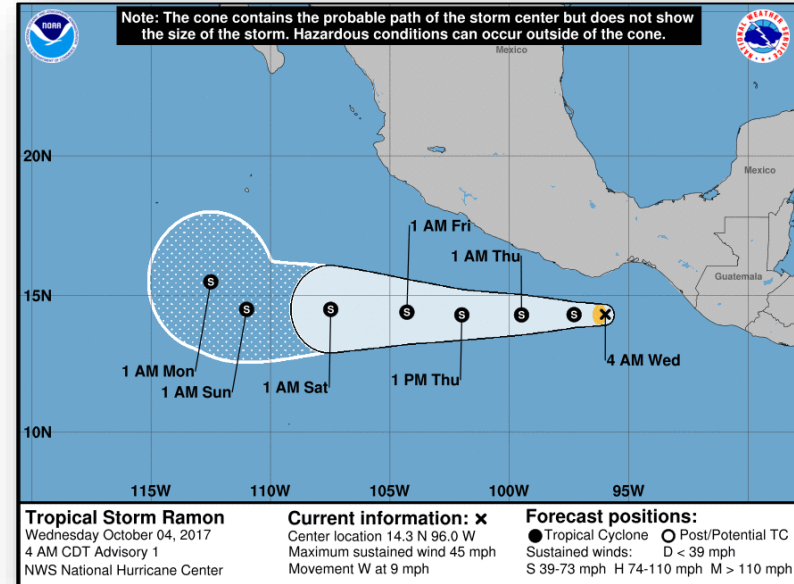 Note: The cone contains the probable path of the storm center but does not show
the size of the storm. Hazardous conditions can occur outside of the cone.
NOAA
NATIONAL WEATHER SERVICE
Mexico
20N
Mexico
1 AM Fri
1 AM Thu
Guatemala
15N
S S S S S S S
1 AM Mon
1 AM Sun
1 AM Sat
1 PM Thu
4 AM Wed
10N
115W 110W 105W 100W 95W
Tropical Storm Ramon
Wednesday October 04, 2017
4 AM CDT Advisory 1
NWS National Hurricane Center
Current information: ×
Center location 14.3 N 96.0 W
Maximum sustained wind 45 mph
Movement W at 9 mph
Forecast positions:
● Tropical Cyclone ○ Post/Potential TC
Sustained winds: D < 39 mph
S 39-73 mph H 74-110 mph M > 110 mph